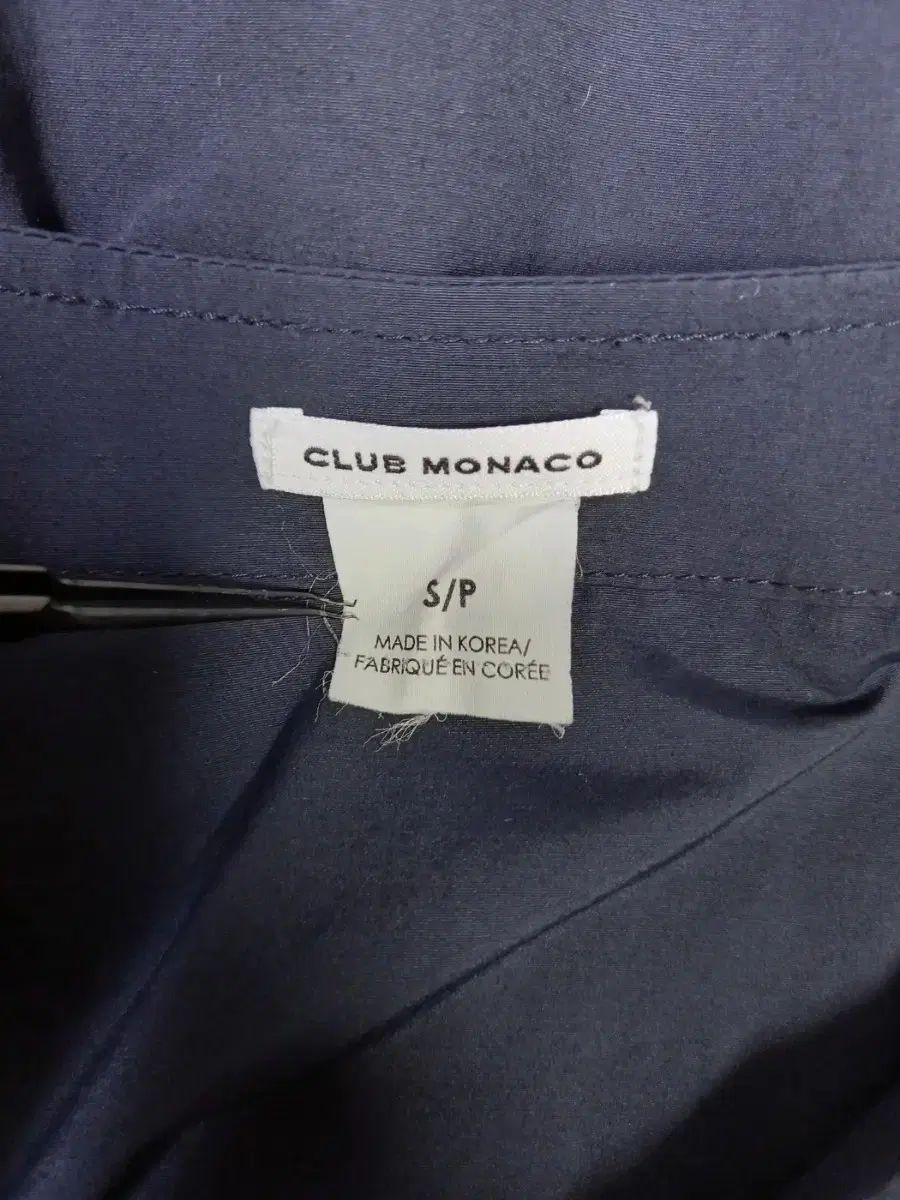 CLUB MONACO
S/P
MADE IN KOREA/
FABRIQUÉ EN CORÉE